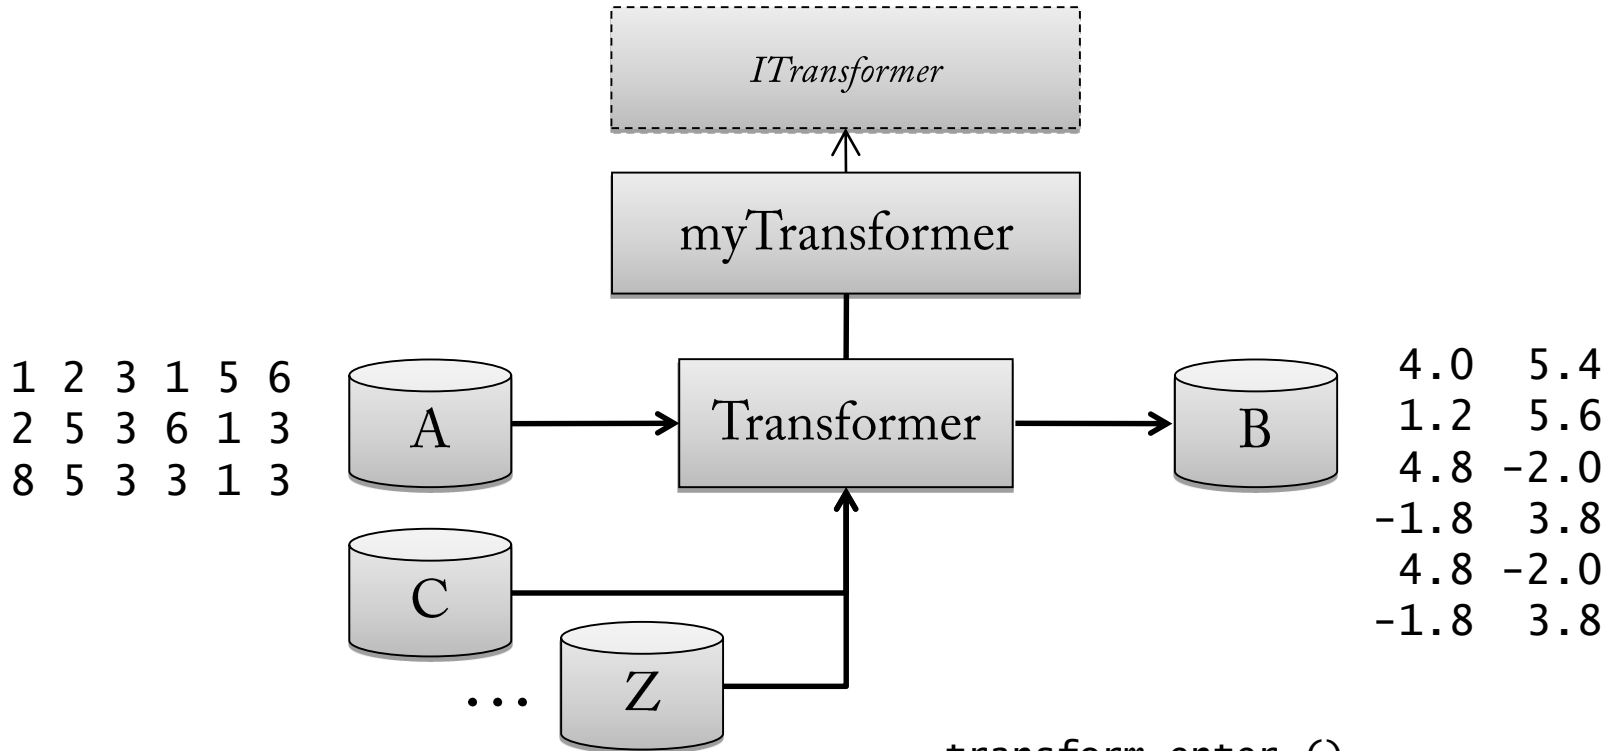 ITransformer
myTransformer
1 2 3 1 5 6
2 5 3 6 1 3
8 5 3 3 1 3
A
Transformer
B
4.0 5.4
1.2 5.6
4.8 -2.0
-1.8 3.8
4.8 -2.0
-1.8 3.8
C
... Z
transform_enter ()